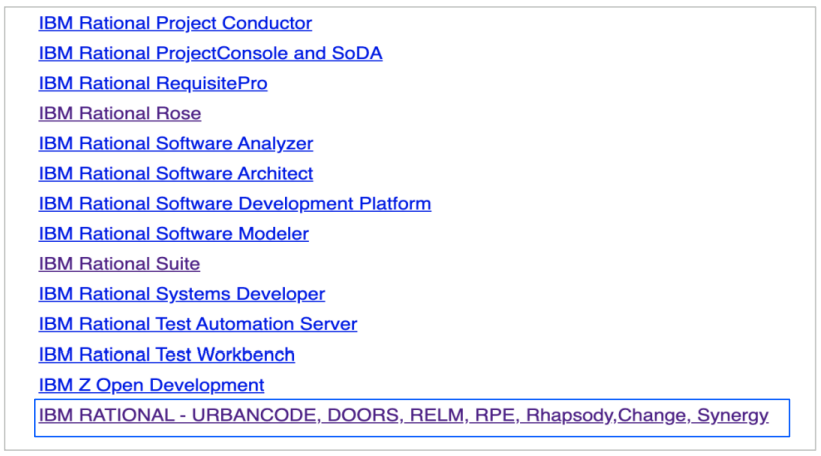 IBM Rational Project Conductor
IBM Rational ProjectConsole and SoDA
IBM Rational RequisitePro
IBM Rational Rose
IBM Rational Software Analyzer
IBM Rational Software Architect
IBM Rational Software Development Platform
IBM Rational Software Modeler
IBM Rational Suite
IBM Rational Systems Developer
IBM Rational Test Automation Server
IBM Rational Test Workbench
IBM Z Open Development
IBM RATIONAL - URBANCODE, DOORS, RELM, RPE, Rhapsody,Change, Synergy